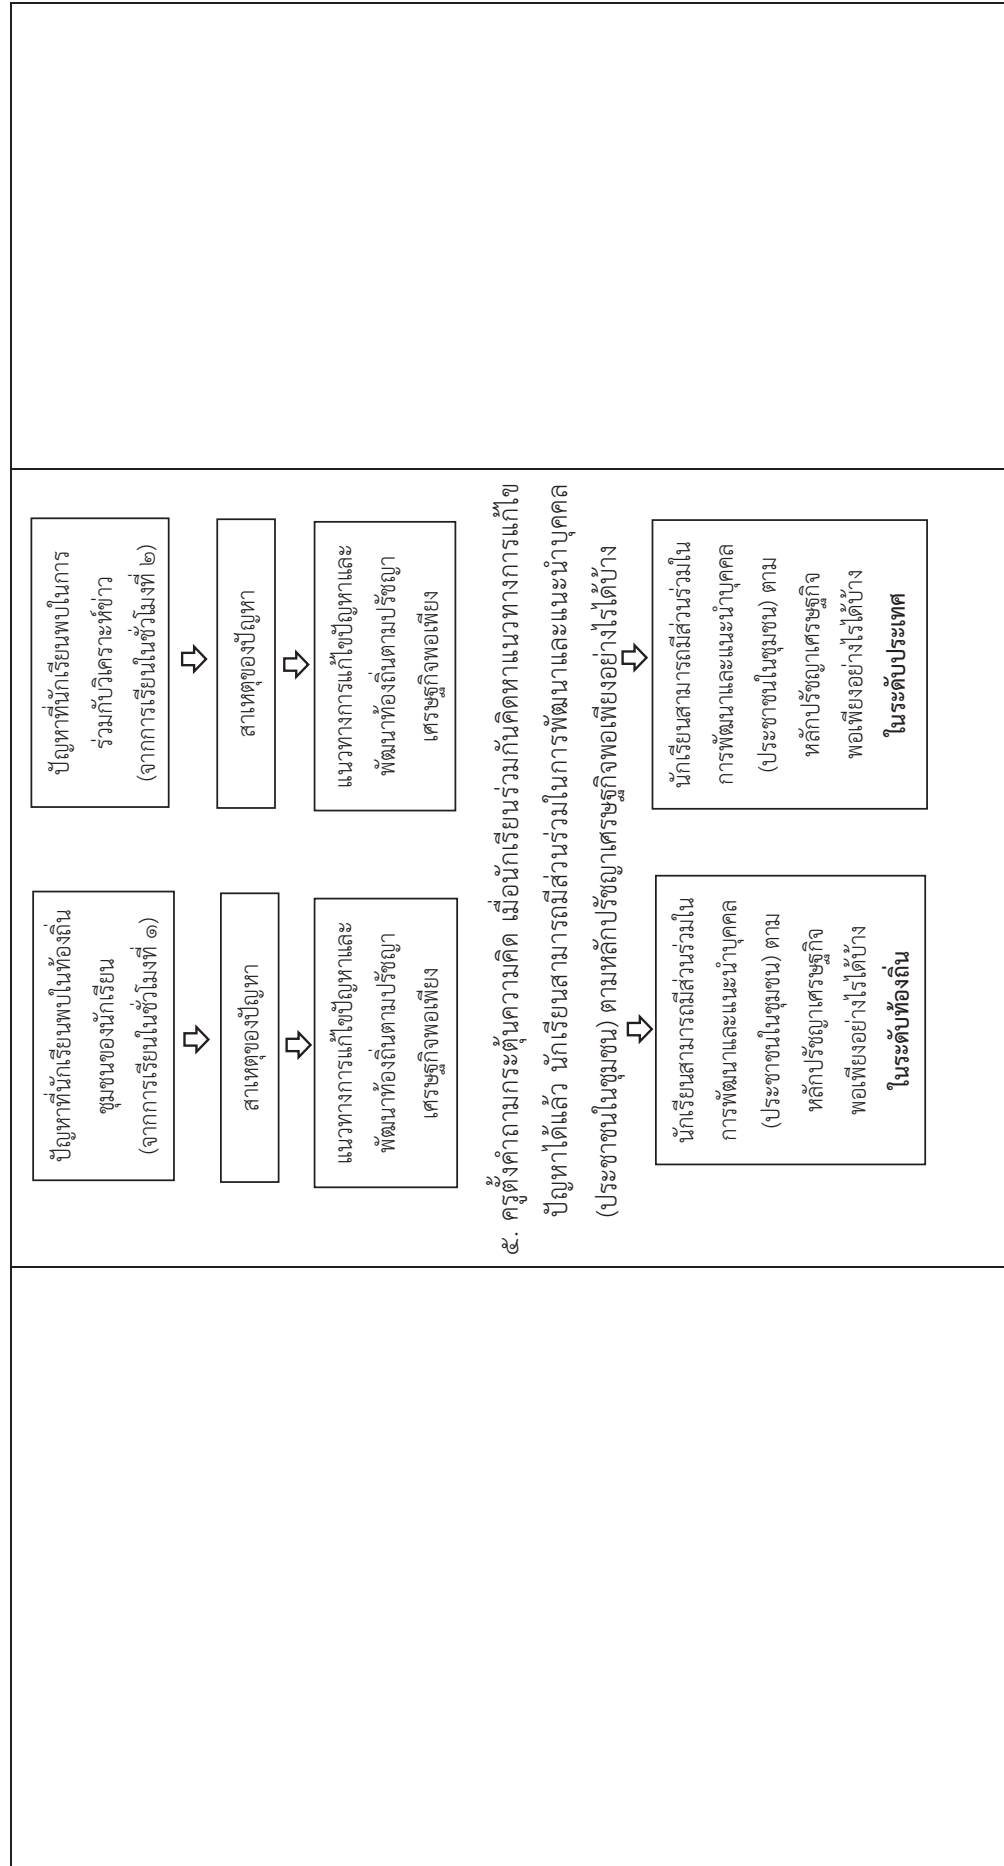 ปัญหาที่นักเรียนพบในท้องถิ่น
ชุมชนของนักเรียน
(จากการเรียนในชั่วโมงที่ ๑)
สาเหตุของปัญหา
แนวทางการแก้ไขปัญหาและ
พัฒนาท้องถิ่นตามปรัชญา
เศรษฐกิจพอเพียง
ปัญหาที่นักเรียนพบในการ
ร่วมกับวิเคราะห์ข่าว
(จากการเรียนในชั่วโมงที่ ๒)
สาเหตุของปัญหา
แนวทางการแก้ไขปัญหาและ
พัฒนาท้องถิ่นตามปรัชญา
เศรษฐกิจพอเพียง
๕. ครูตั้งคำถามกระตุ้นความคิด เมื่อนักเรียนร่วมกันคิดหาแนวทางการแก้ไข
ปัญหาได้แล้ว นักเรียนสามารถมีส่วนร่วมในการพัฒนาและแนะนำบุคคล
(ประชาชนในชุมชน) ตามหลักปรัชญาเศรษฐกิจพอเพียงอย่างไรได้บ้าง
นักเรียนสามารถมีส่วนร่วมใน
การพัฒนาและแนะนำบุคคล
(ประชาชนในชุมชน) ตาม
หลักปรัชญาเศรษฐกิจ
พอเพียงอย่างไรได้บ้าง
ในระดับท้องถิ่น
นักเรียนสามารถมีส่วนร่วมใน
การพัฒนาและแนะนำบุคคล
(ประชาชนในชุมชน) ตาม
หลักปรัชญาเศรษฐกิจ
พอเพียงอย่างไรได้บ้าง
ในระดับประเทศ